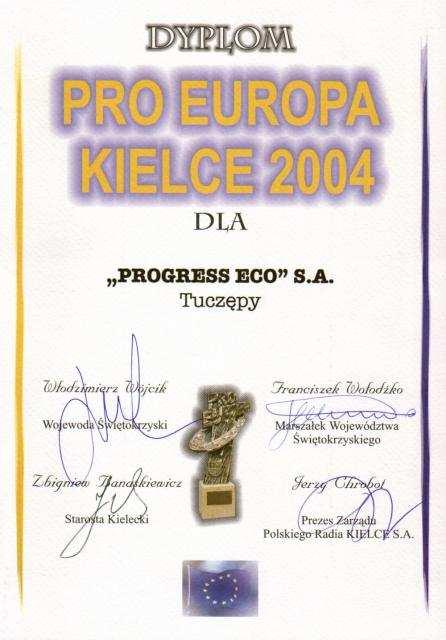 DYPLOM
PRO EUROPA
KIELCE 2004
DLA
„PROGRESS ECO” S.A.
Tuczępy
Włodzimierz Wójcik
Wojewoda Świętokrzyski
Franciszek Wołodźko
Marszałek Województwa
Świętokrzyskiego
Zbigniew Banaśkiewicz
Starosta Kielecki
Jerzy Chrobot
Prezes Zarządu
Polskiego Radia KIELCE S.A.